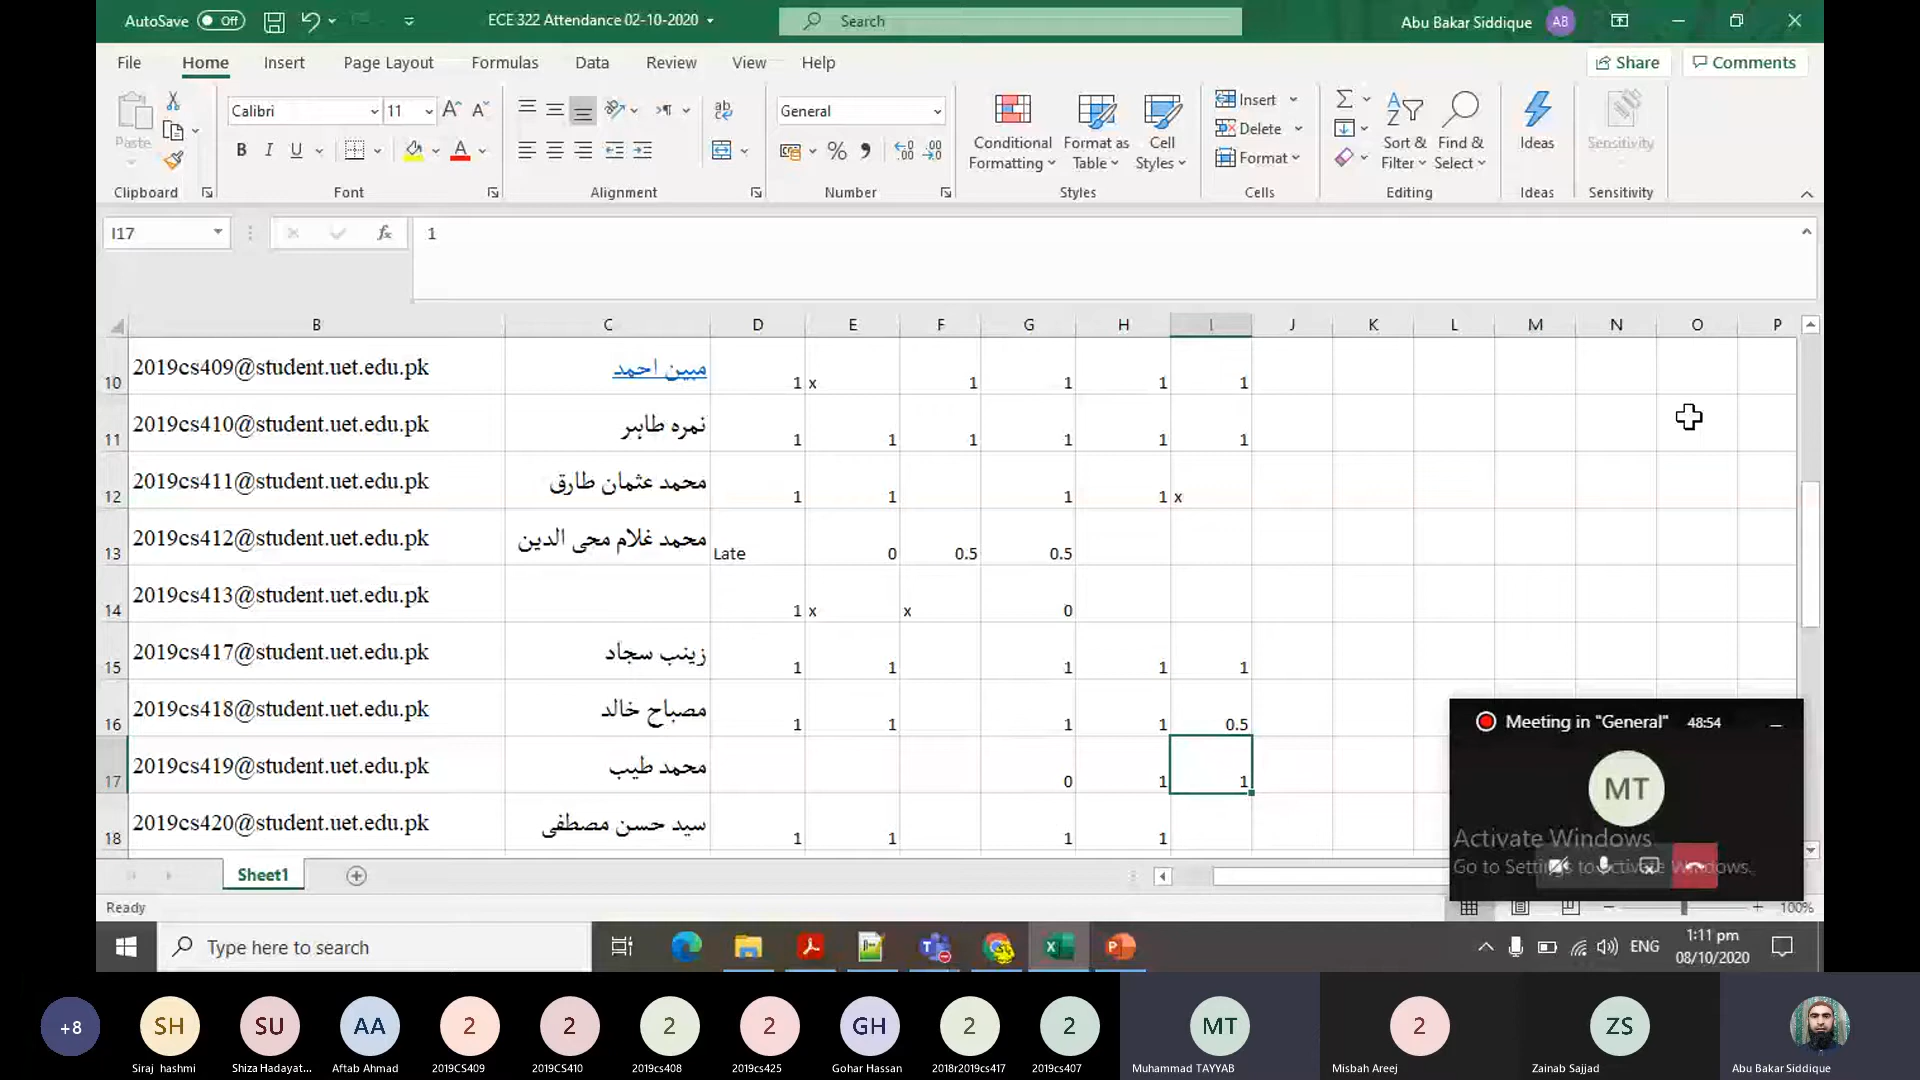 AutoSave Off ECE 322 Attendance 02-10-2020 Search Abu Bakar Siddique AB
File Home Insert Page Layout Formulas Data Review View Help Share Comments
Paste Calibri 11 General Conditional Formatting Format as Table Cell Styles Insert Delete Format Sort & Filter Find & Select Ideas Sensitivity
Clipboard Font Alignment Number Styles Cells Editing Ideas Sensitivity
I17 fx 1
B C D E F G H I J K L M N O P
10 2019cs409@student.uet.edu.pk مبین احمد 1 x 1 1 1 1
11 2019cs410@student.uet.edu.pk نمرہ طاہر 1 1 1 1 1 1
12 2019cs411@student.uet.edu.pk محمد عثمان طارق 1 1 1 1 x
13 2019cs412@student.uet.edu.pk محمد غلام محی الدین Late 0 0.5 0.5
14 2019cs413@student.uet.edu.pk 1 x x 0
15 2019cs417@student.uet.edu.pk زینب سجاد 1 1 1 1 1
16 2019cs418@student.uet.edu.pk مصباح خالد 1 1 1 1 0.5
17 2019cs419@student.uet.edu.pk محمد طیب 0 1 1
18 2019cs420@student.uet.edu.pk سید حسن مصطفی 1 1 1 1
Meeting in "General" 48:54
MT
Activate Windows
Go to Settings to activate Windows.
Sheet1
Ready 100%
Type here to search ENG 1:11 pm
08/10/2020
+8 SH SU AA 2 2 2 2 GH 2 2 MT 2 ZS
Siraj hashmi Shiza Hadayat... Aftab Ahmad 2019CS409 2019CS410 2019cs408 2019cs425 Gohar Hassan 2018r2019cs417 2019cs407 Muhammad TAYYAB Misbah Areej Zainab Sajjad Abu Bakar Siddique